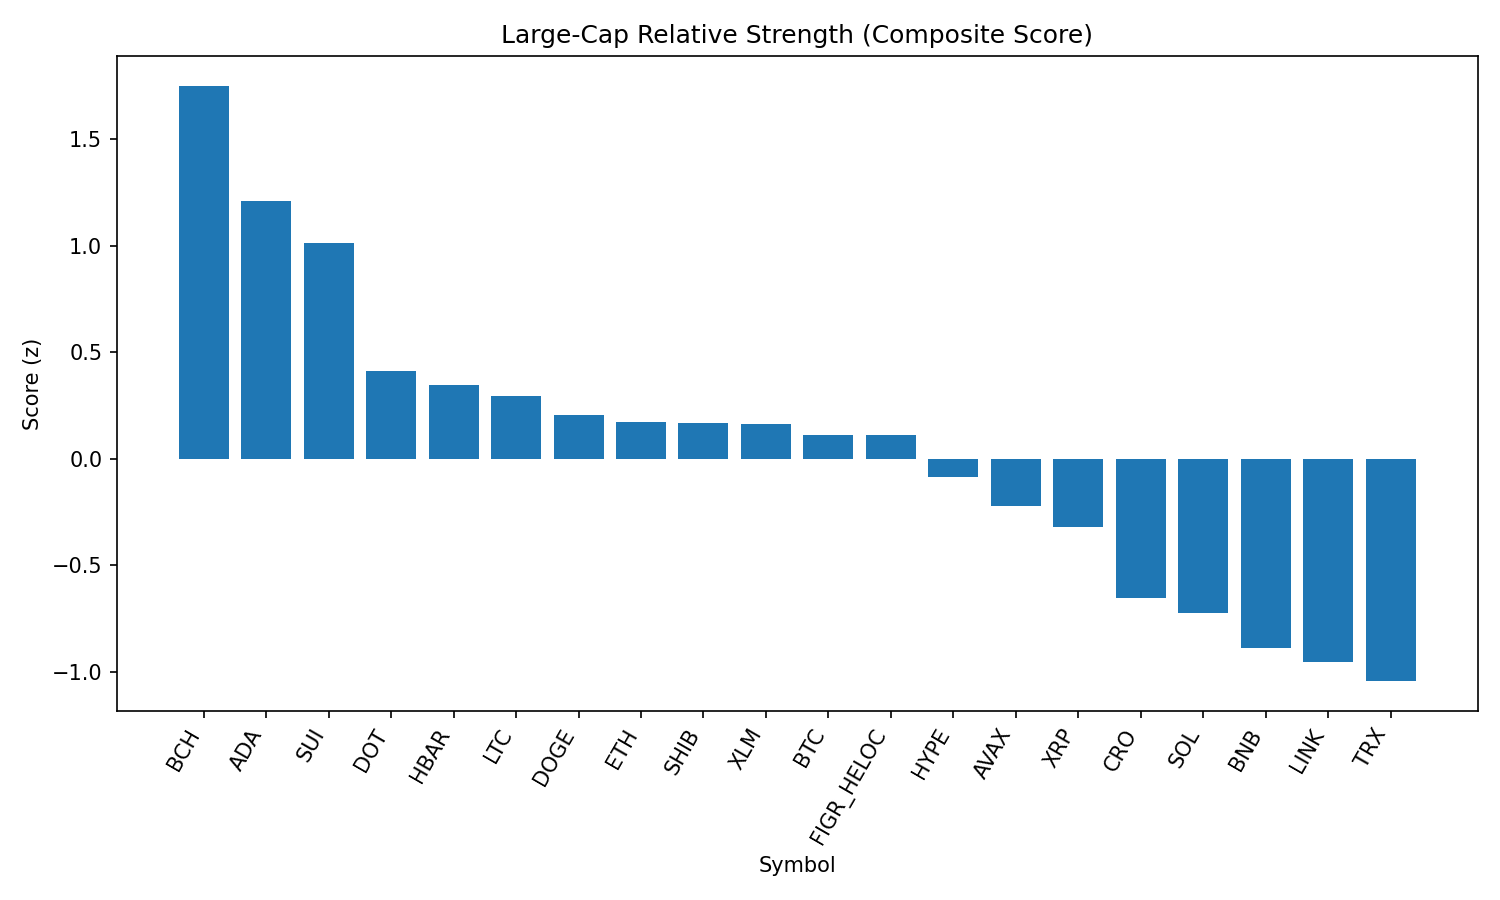 Large-Cap Relative Strength (Composite Score)
Score (z)
1.5
1.0
0.5
0.0
−0.5
−1.0
BCH
ADA
SUI
DOT
HBAR
LTC
DOGE
ETH
SHIB
XLM
BTC
FIGR_HELOC
HYPE
AVAX
XRP
CRO
SOL
BNB
LINK
TRX
Symbol